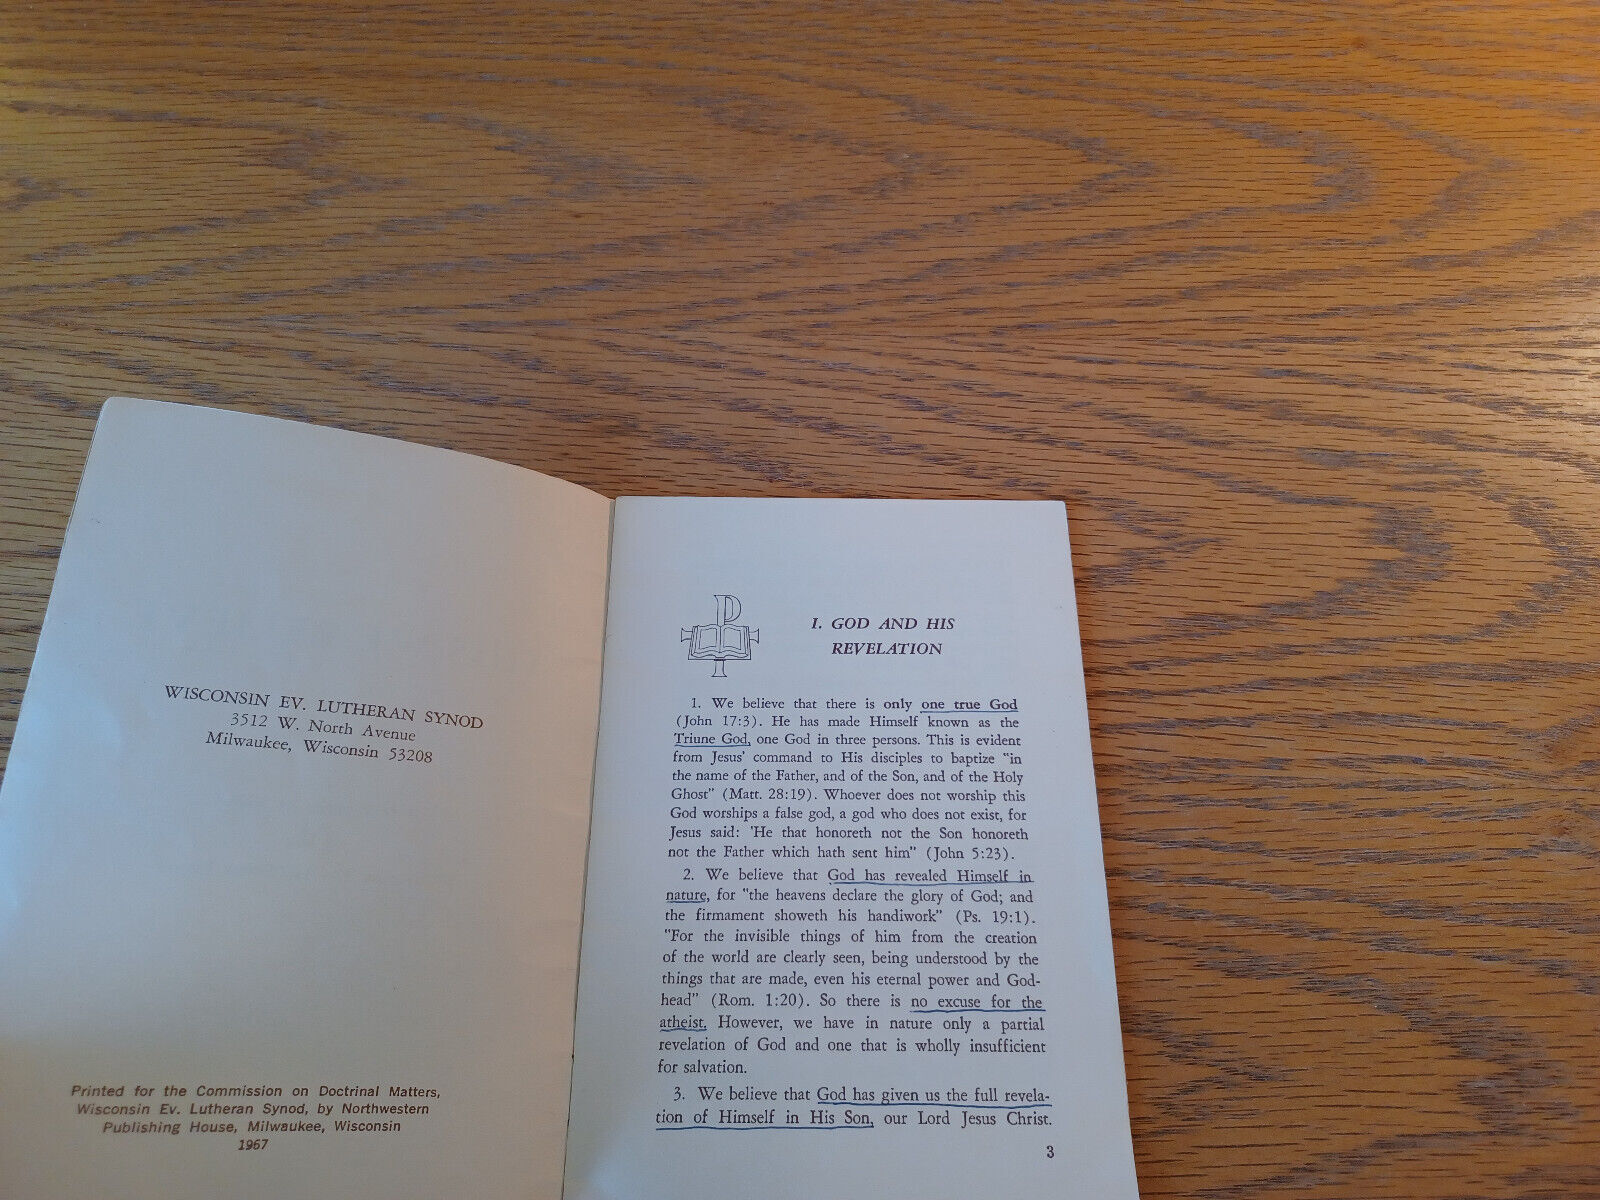 WISCONSIN EV. LUTHERAN SYNOD
3512 W. North Avenue
Milwaukee, Wisconsin 53208
Printed for the Commission on Doctrinal Matters,
Wisconsin Ev. Lutheran Synod, by Northwestern
Publishing House, Milwaukee, Wisconsin
1967
I. GOD AND HIS
REVELATION
1. We believe that there is only one true God
(John 17:3). He has made Himself known as the
Triune God, one God in three persons. This is evident
from Jesus' command to His disciples to baptize "in
the name of the Father, and of the Son, and of the Holy
Ghost" (Matt. 28:19). Whoever does not worship this
God worships a false god, a god who does not exist, for
Jesus said: 'He that honoreth not the Son honoreth
not the Father which hath sent him" (John 5:23).
2. We believe that God has revealed Himself in
nature, for "the heavens declare the glory of God; and
the firmament showeth his handiwork" (Ps. 19:1).
"For the invisible things of him from the creation
of the world are clearly seen, being understood by the
things that are made, even his eternal power and God-
head" (Rom. 1:20). So there is no excuse for the
atheist. However, we have in nature only a partial
revelation of God and one that is wholly insufficient
for salvation.
3. We believe that God has given us the full revela-
tion of Himself in His Son, our Lord Jesus Christ.
3